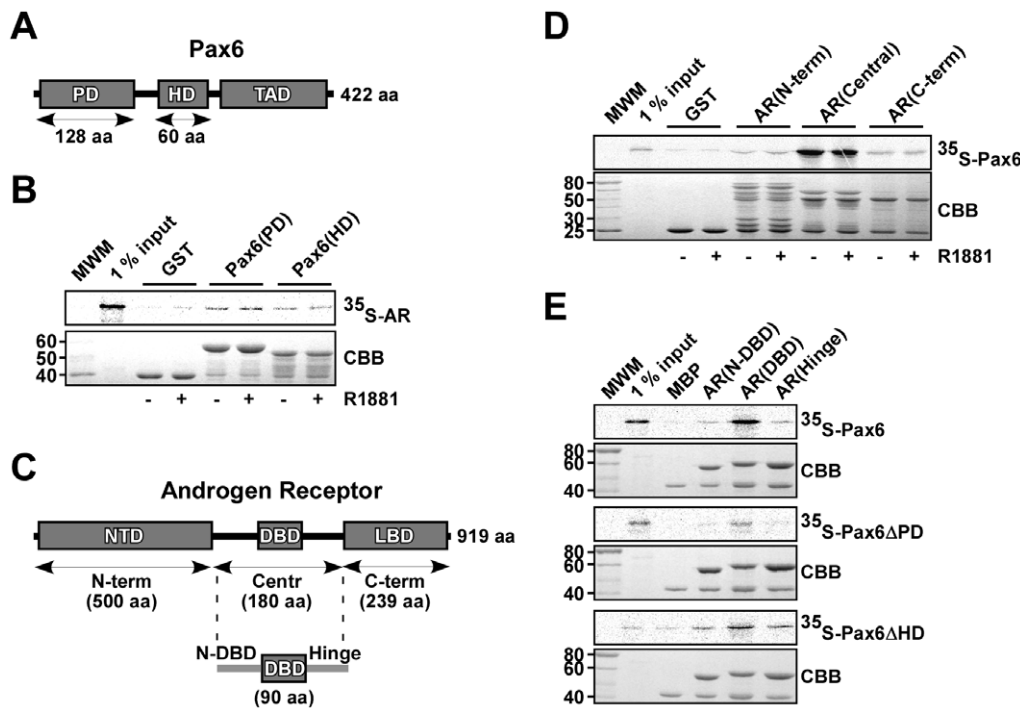 A
Pax6
PD HD TAD 422 aa
128 aa 60 aa
B
MWM 1 % input GST Pax6(PD) Pax6(HD)
35S-AR
60
50
40
CBB
- + - + - + R1881
C
Androgen Receptor
NTD DBD LBD 919 aa
N-term Centr C-term
(500 aa) (180 aa) (239 aa)
N-DBD DBD Hinge
(90 aa)
D
MWM 1 % input GST AR(N-term) AR(Central) AR(C-term)
35S-Pax6
80
50
30
25
CBB
- + - + - + - + R1881
E
MWM 1 % input MBP AR(N-DBD) AR(DBD) AR(Hinge)
35S-Pax6
80
60
40
CBB
35S-Pax6ΔPD
80
60
40
CBB
35S-Pax6ΔHD
80
60
40
CBB